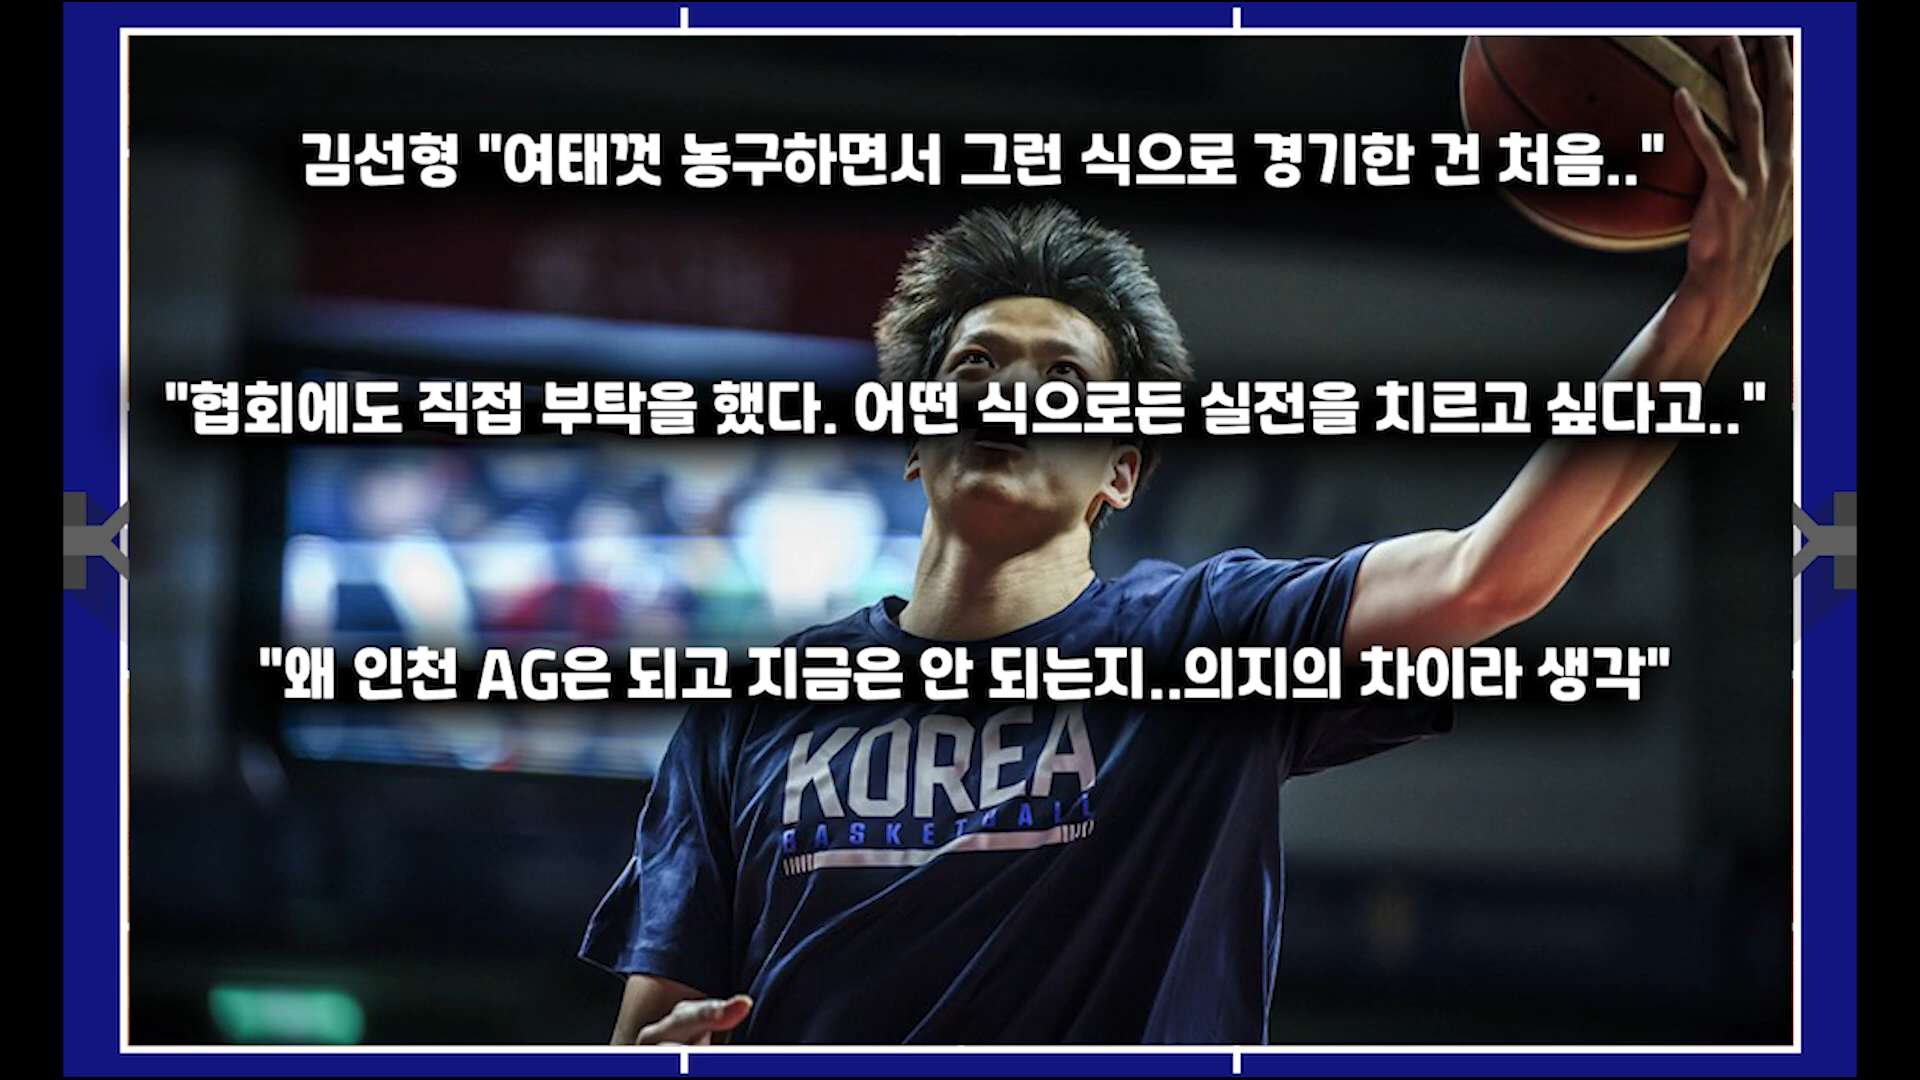 김선형 "여태껏 농구하면서 그런 식으로 경기한 건 처음.."
"협회에도 직접 부탁을 했다. 어떤 식으로든 실전을 치르고 싶다고.."
"왜 인천 AG은 되고 지금은 안 되는지..의지의 차이라 생각"
KOREA
BASKETBALL